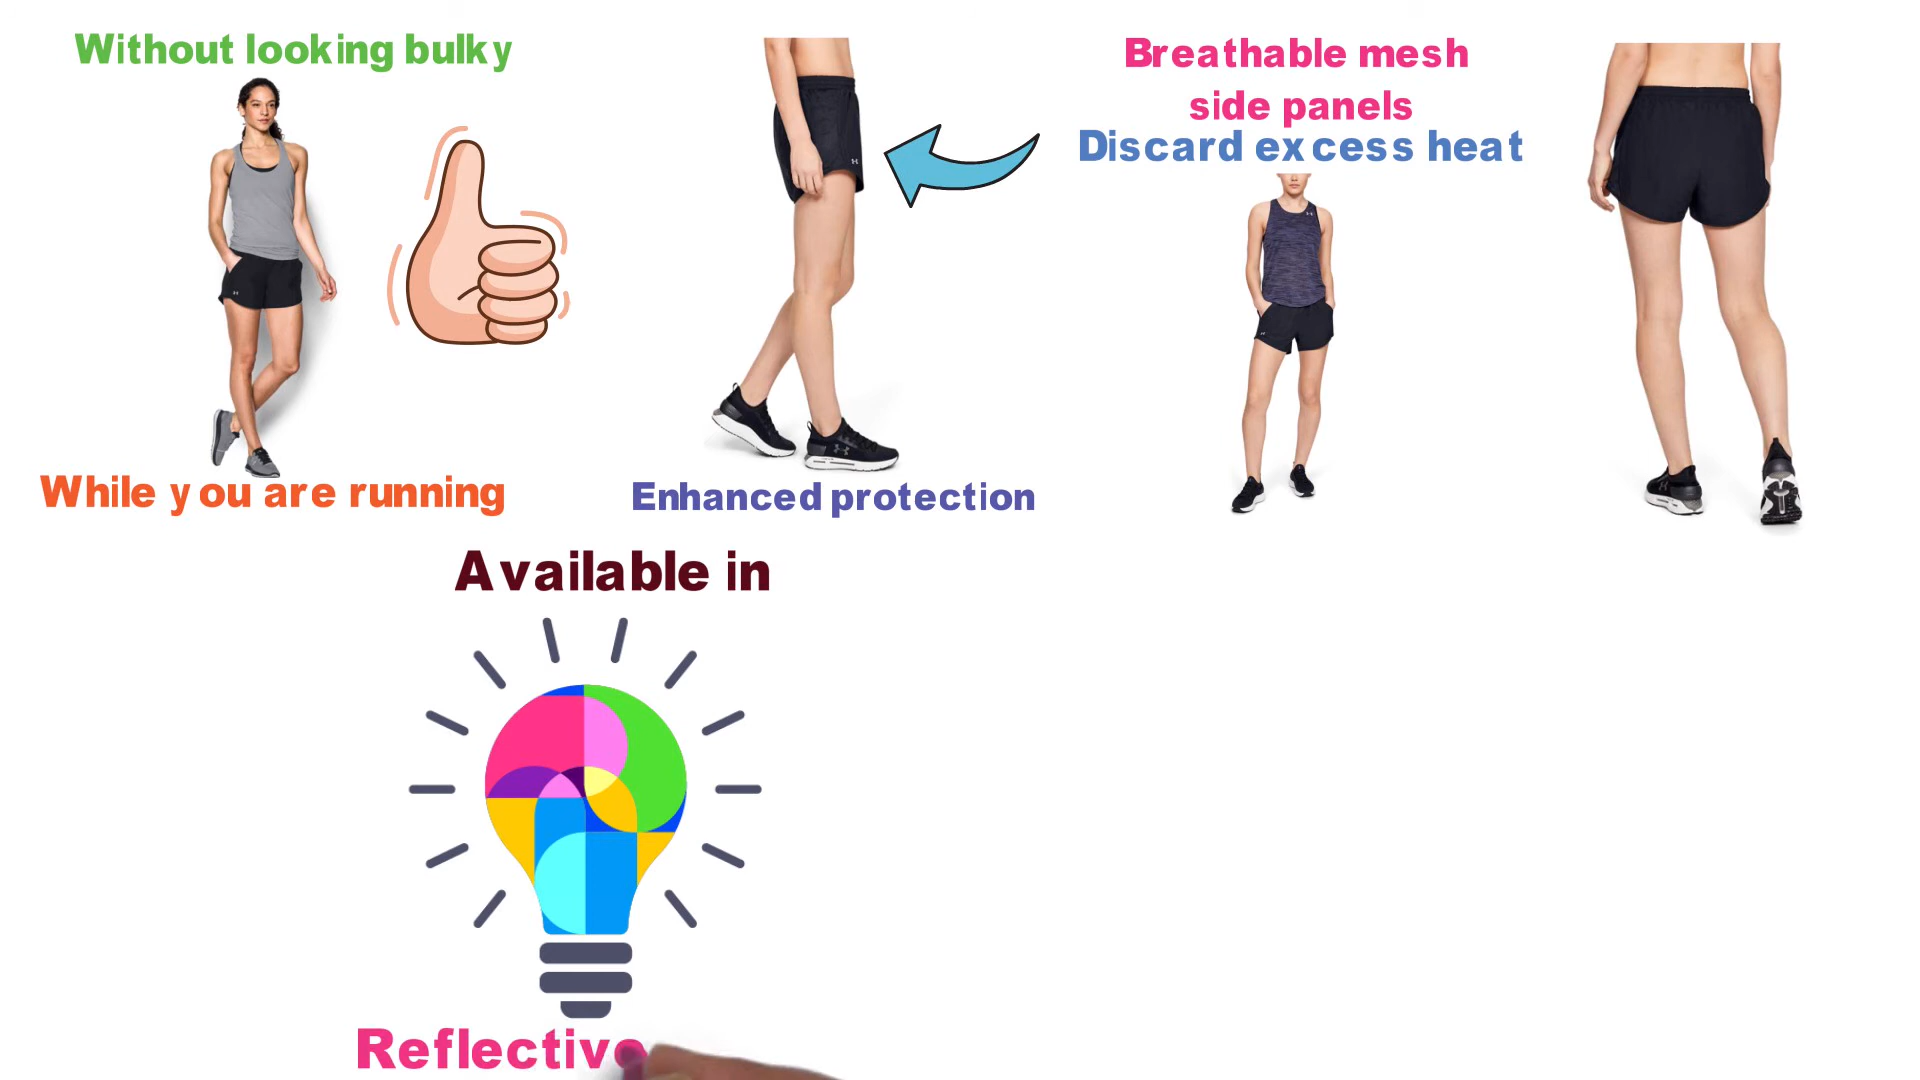 Without looking bulky
Breathable mesh
side panels
Discard excess heat
While you are running
Enhanced protection
Available in
Reflective